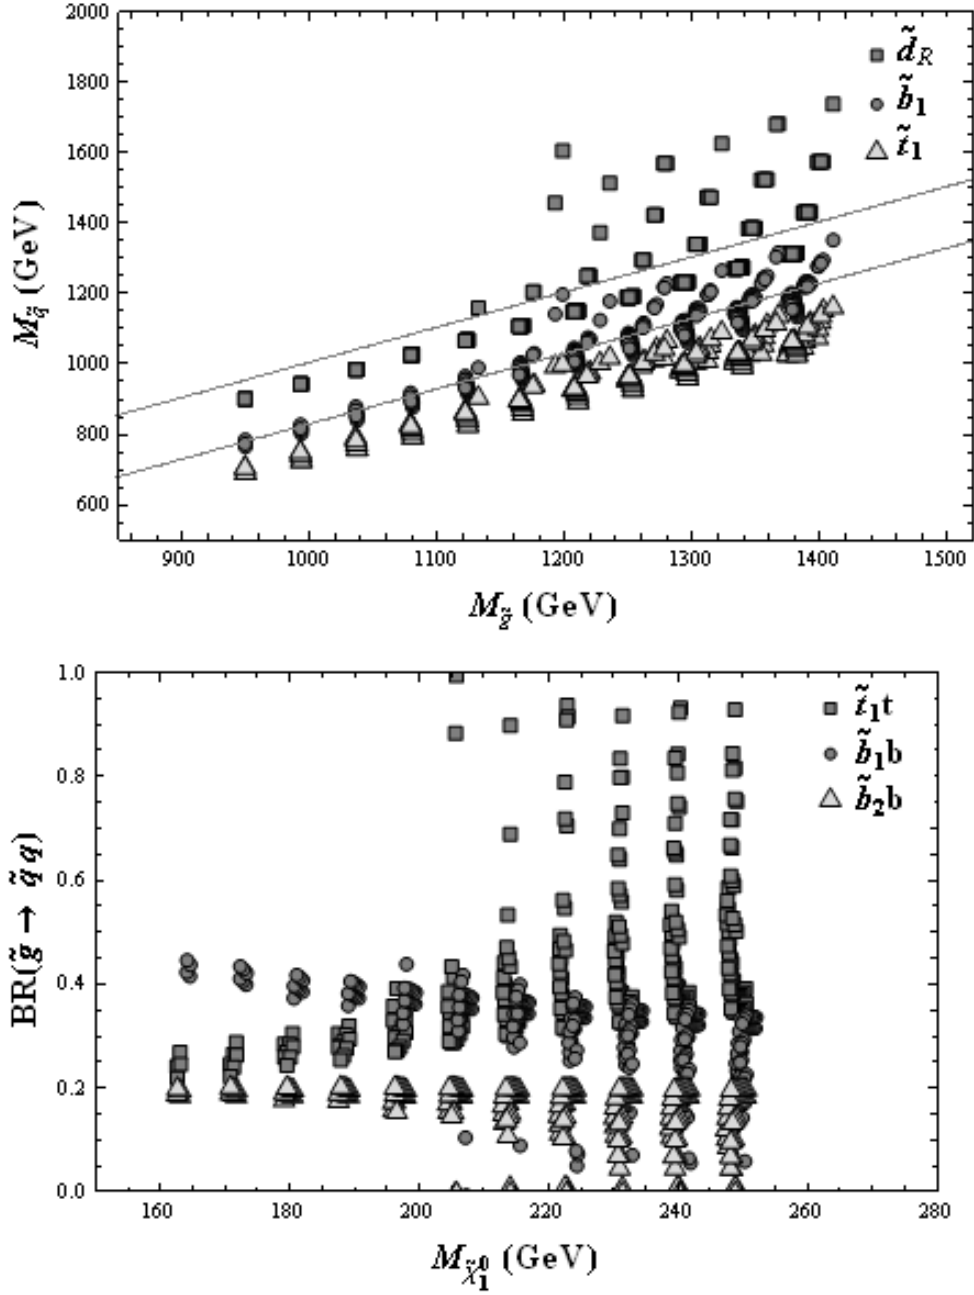 2000
1800
1600
1400
1200
1000
800
600
M_q̃ (GeV)
d̃_R
b̃_1
t̃_1
900 1000 1100 1200 1300 1400 1500
M_g̃ (GeV)
1.0
0.8
0.6
0.4
0.2
0.0
BR(g̃ → q̃ q)
t̃_1t
b̃_1b
b̃_2b
160 180 200 220 240 260 280
M_χ̃_1^0 (GeV)